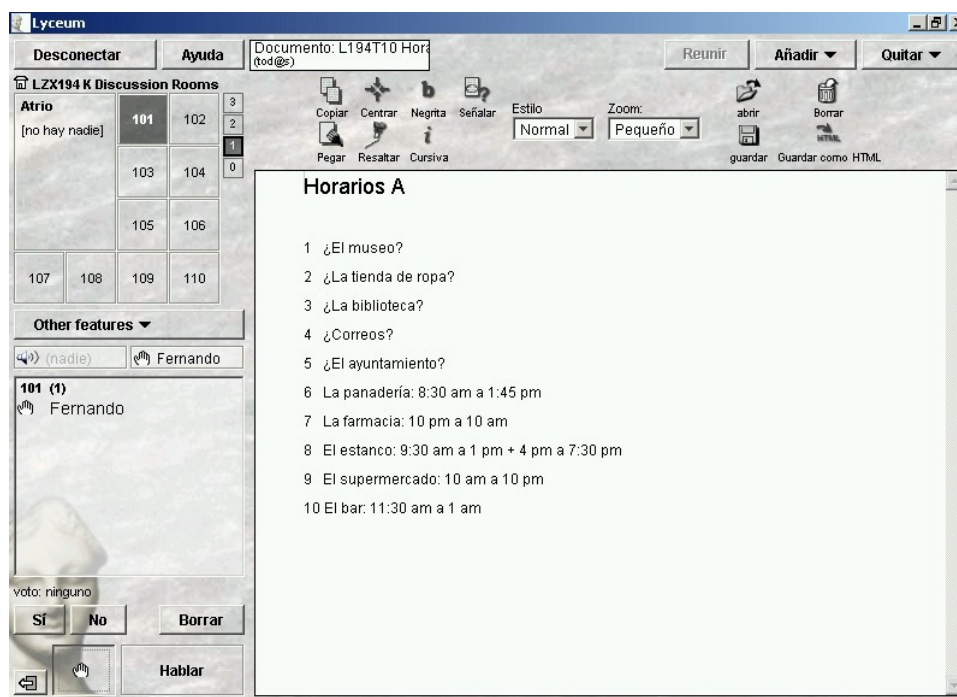 Lyceum
Desconectar Ayuda
Documento: L194T10 Hora
(tod@s)
Reunir Añadir Quitar
LZX194 K Discussion Rooms
Atrio
[no hay nadie]
101 102
103 104
105 106
107 108 109 110
3
2
1
0
Copiar Centrar Negrita Señalar
Pegar Resaltar Cursiva
Estilo
Normal
Zoom:
Pequeño
abrir Borrar
guardar Guardar como HTML
Other features
(nadie) Fernando
101 (1)
Fernando
voto: ninguno
Sí No Borrar
Hablar
Horarios A
1 ¿El museo?
2 ¿La tienda de ropa?
3 ¿La biblioteca?
4 ¿Correos?
5 ¿El ayuntamiento?
6 La panadería: 8:30 am a 1:45 pm
7 La farmacia: 10 pm a 10 am
8 El estanco: 9:30 am a 1 pm + 4 pm a 7:30 pm
9 El supermercado: 10 am a 10 pm
10 El bar: 11:30 am a 1 am